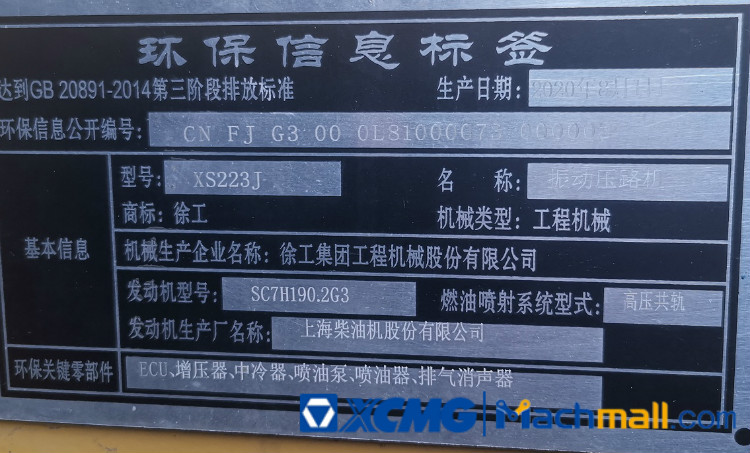 环保信息标签
达到GB 20891-2014第三阶段排放标准 生产日期: 2020年
环保信息公开编号: CN FJ G3 00 0L81000073
基本信息
型号: XS223J 名 称: 振动压路机
商标: 徐工 机械类型: 工程机械
机械生产企业名称: 徐工集团工程机械股份有限公司
发动机型号: SC7H190.2G3 燃油喷射系统型式: 高压共轨
发动机生产厂名称: 上海柴油机股份有限公司
环保关键零部件 ECU、增压器、中冷器、喷油泵、喷油器、排气消声器
XCMG Machmall.com